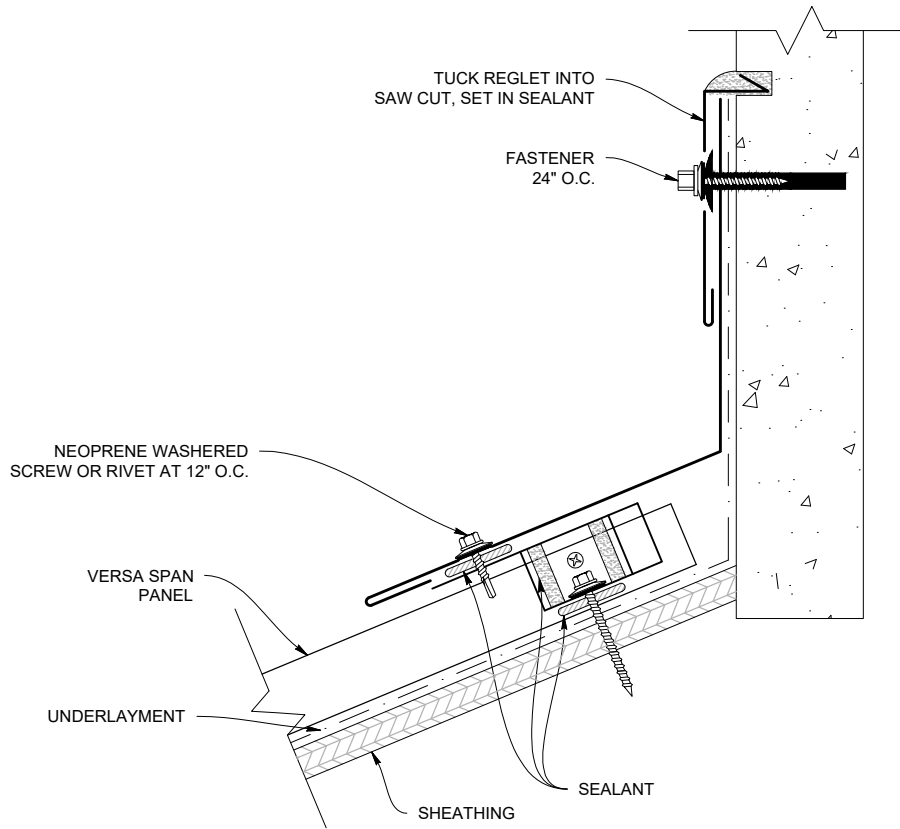 TUCK REGLET INTO
SAW CUT, SET IN SEALANT
FASTENER
24" O.C.
NEOPRENE WASHERED
SCREW OR RIVET AT 12" O.C.
VERSA SPAN
PANEL
UNDERLAYMENT
SEALANT
SHEATHING